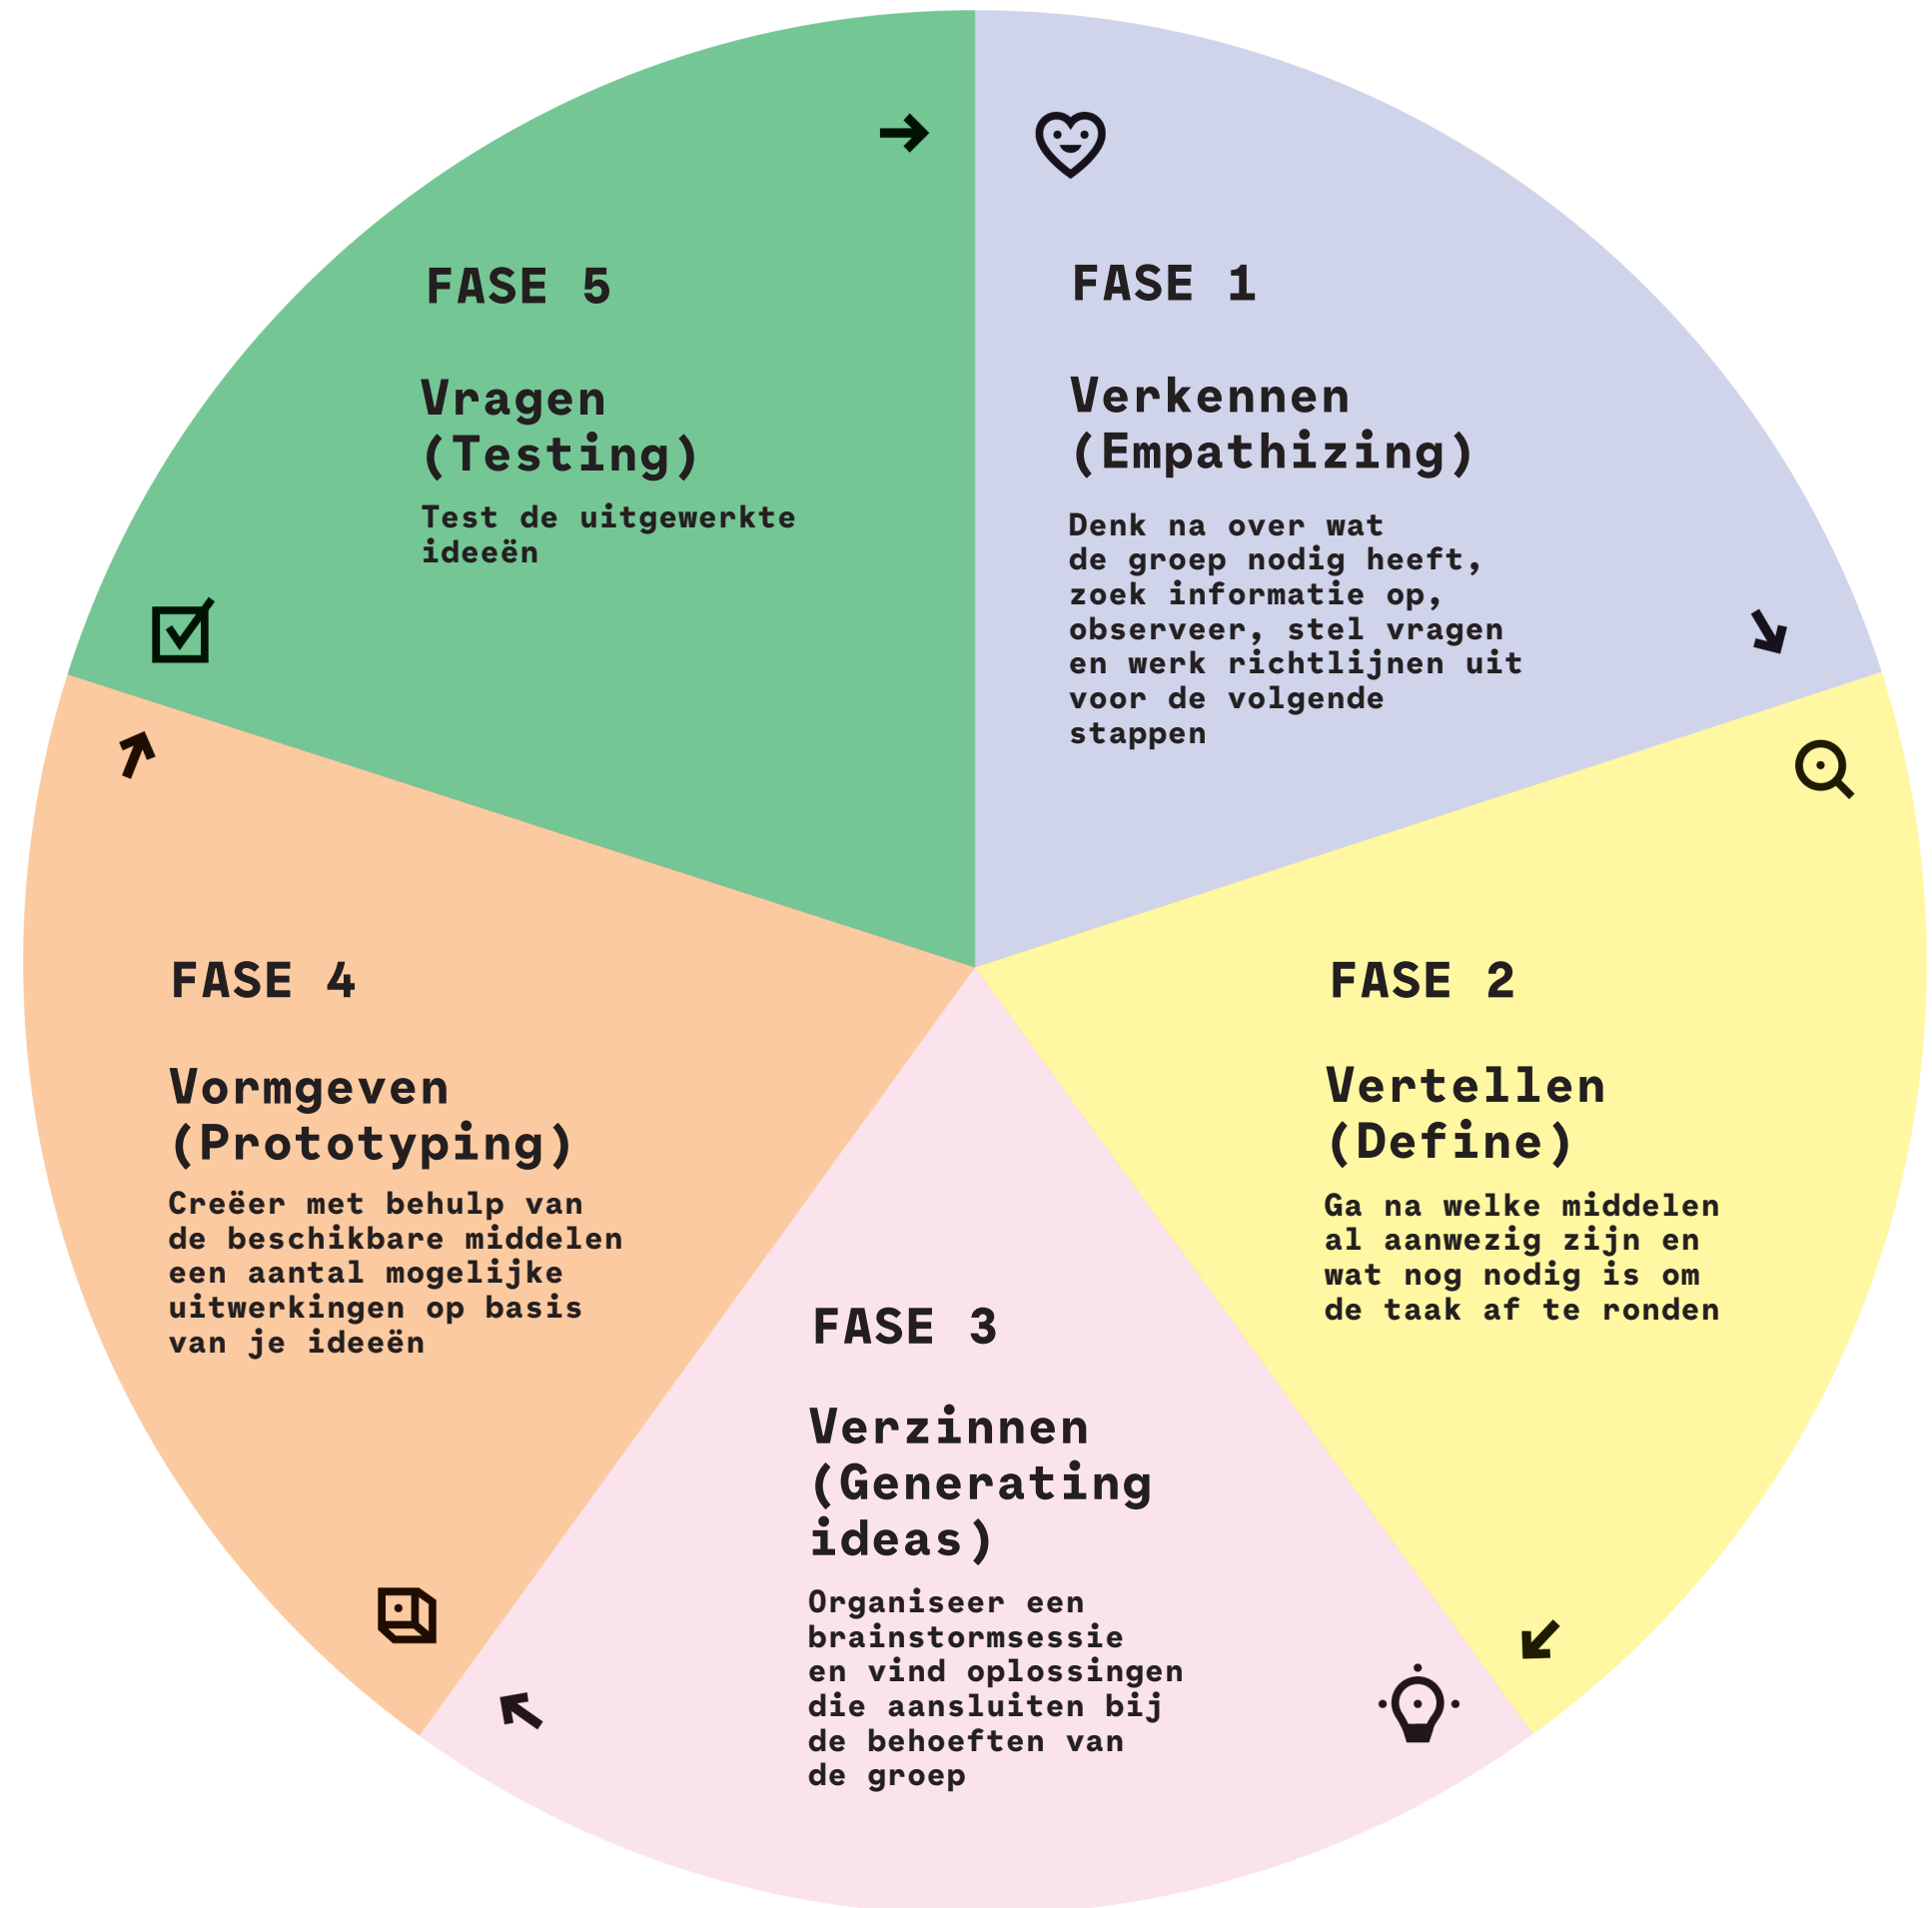 FASE 1
Verkennen
(Empathizing)
Denk na over wat
de groep nodig heeft,
zoek informatie op,
observeer, stel vragen
en werk richtlijnen uit
voor de volgende
stappen
FASE 2
Vertellen
(Define)
Ga na welke middelen
al aanwezig zijn en
wat nog nodig is om
de taak af te ronden
FASE 3
Verzinnen
(Generating
ideas)
Organiseer een
brainstormsessie
en vind oplossingen
die aansluiten bij
de behoeften van
de groep
FASE 4
Vormgeven
(Prototyping)
Creëer met behulp van
de beschikbare middelen
een aantal mogelijke
uitwerkingen op basis
van je ideeën
FASE 5
Vragen
(Testing)
Test de uitgewerkte
ideeën